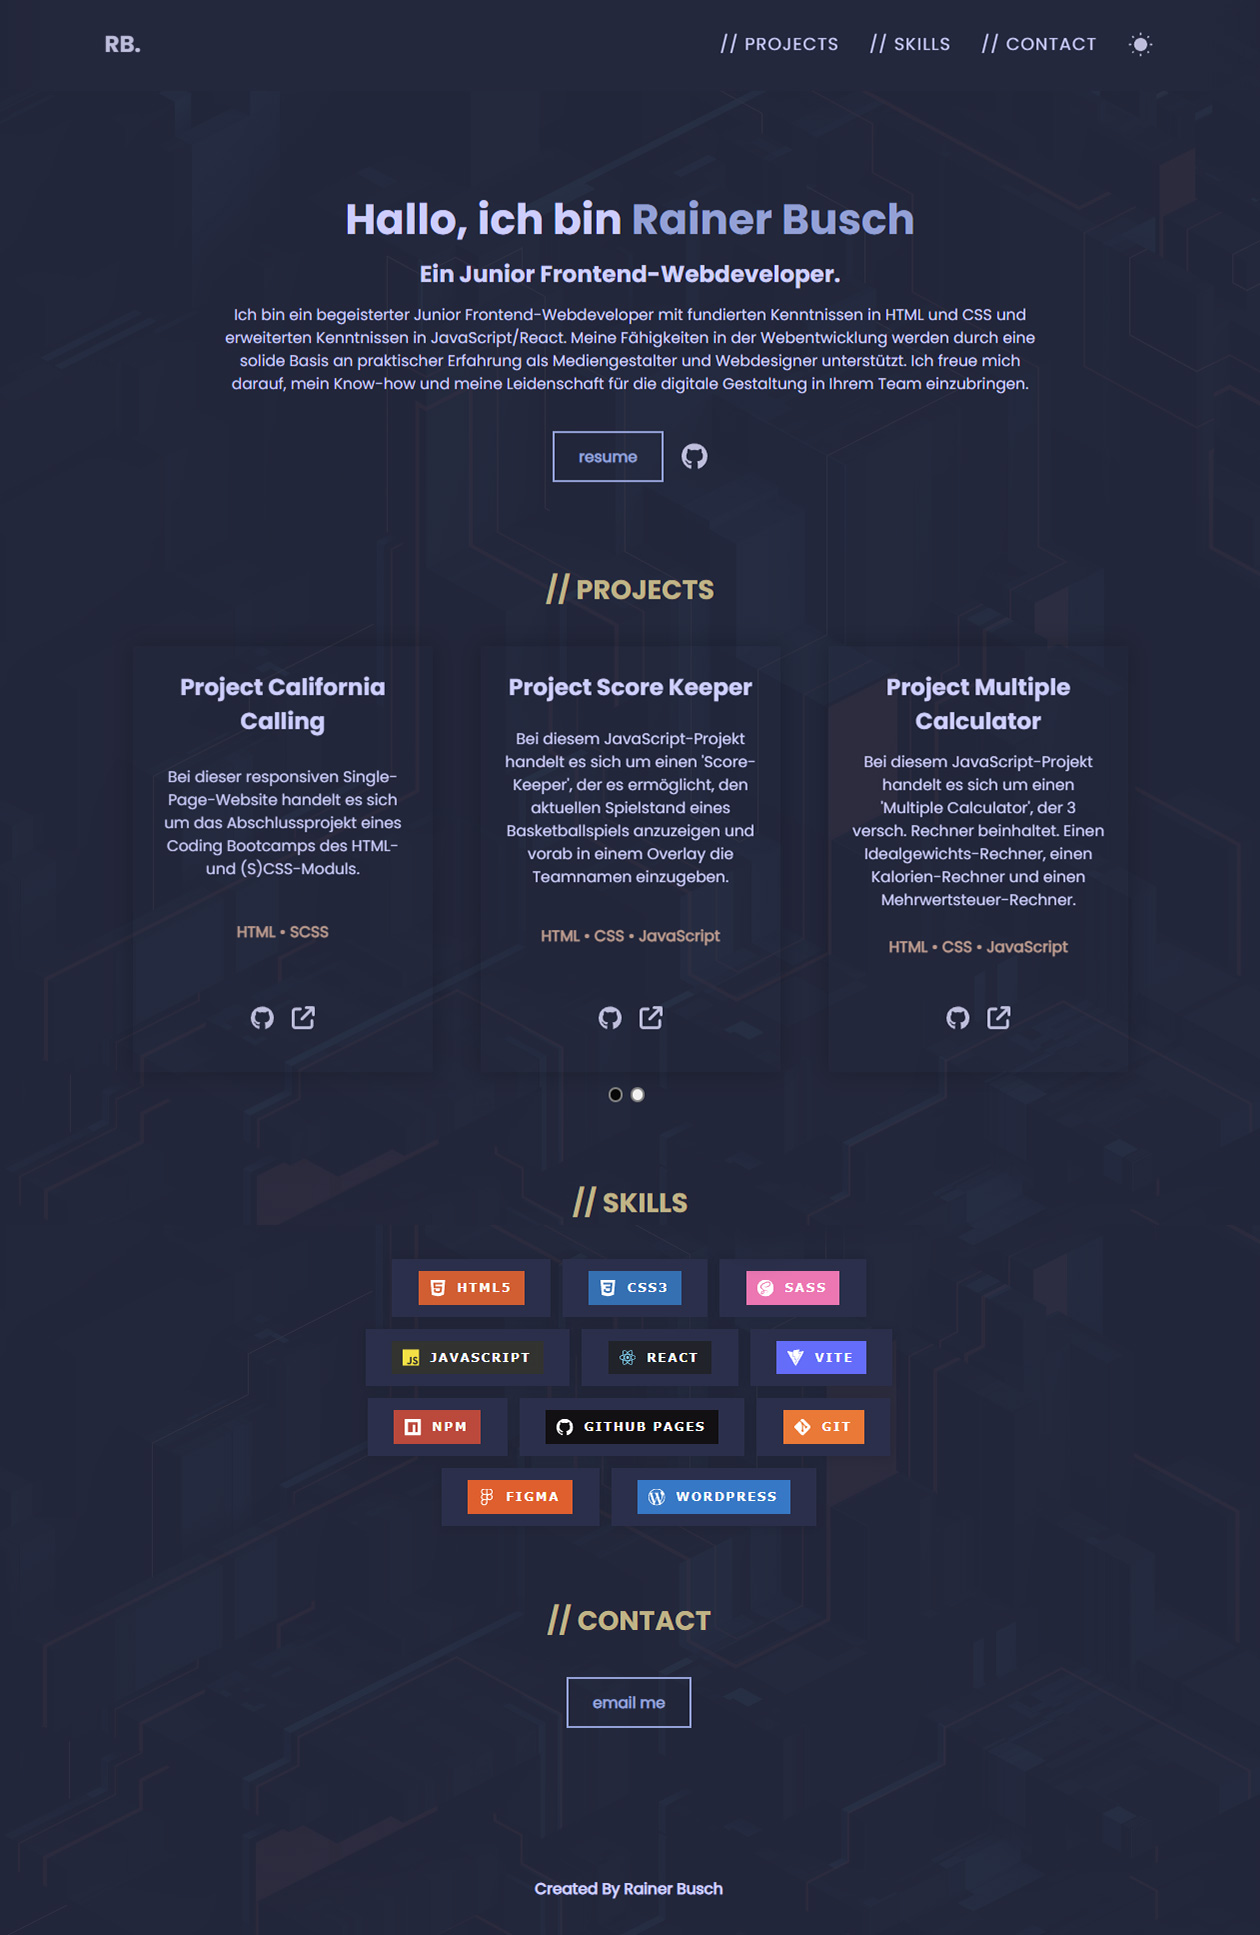 RB.
// PROJECTS
// SKILLS
// CONTACT
Hallo, ich bin Rainer Busch
Ein Junior Frontend-Webdeveloper.
Ich bin ein begeisterter Junior Frontend-Webdeveloper mit fundierten Kenntnissen in HTML und CSS und
erweiterten Kenntnissen in JavaScript/React. Meine Fähigkeiten in der Webentwicklung werden durch eine
solide Basis an praktischer Erfahrung als Mediengestalter und Webdesigner unterstützt. Ich freue mich
darauf, mein Know-how und meine Leidenschaft für die digitale Gestaltung in Ihrem Team einzubringen.
resume
// PROJECTS
Project California
Calling
Bei dieser responsiven Single-
Page-Website handelt es sich
um das Abschlussprojekt eines
Coding Bootcamps des HTML-
und (S)CSS-Moduls.
HTML • SCSS
Project Score Keeper
Bei diesem JavaScript-Projekt
handelt es sich um einen 'Score-
Keeper', der es ermöglicht, den
aktuellen Spielstand eines
Basketballspiels anzuzeigen und
vorab in einem Overlay die
Teamnamen einzugeben.
HTML • CSS • JavaScript
Project Multiple
Calculator
Bei diesem JavaScript-Projekt
handelt es sich um einen
'Multiple Calculator', der 3
versch. Rechner beinhaltet. Einen
Idealgewichts-Rechner, einen
Kalorien-Rechner und einen
Mehrwertsteuer-Rechner.
HTML • CSS • JavaScript
// SKILLS
HTML5
CSS3
SASS
JS JAVASCRIPT
REACT
VITE
NPM
GITHUB PAGES
GIT
FIGMA
WORDPRESS
// CONTACT
email me
Created By Rainer Busch